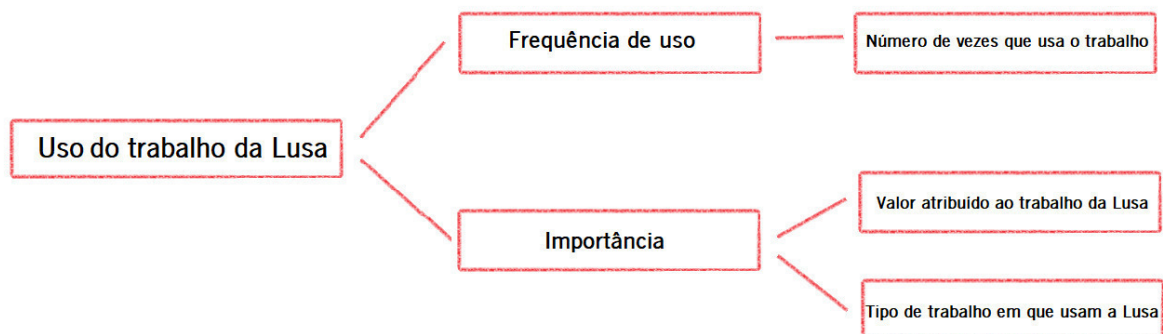 Frequência de uso
Número de vezes que usa o trabalho
Uso do trabalho da Lusa
Importância
Valor atribuido ao trabalho da Lusa
Tipo de trabalho em que usam a Lusa